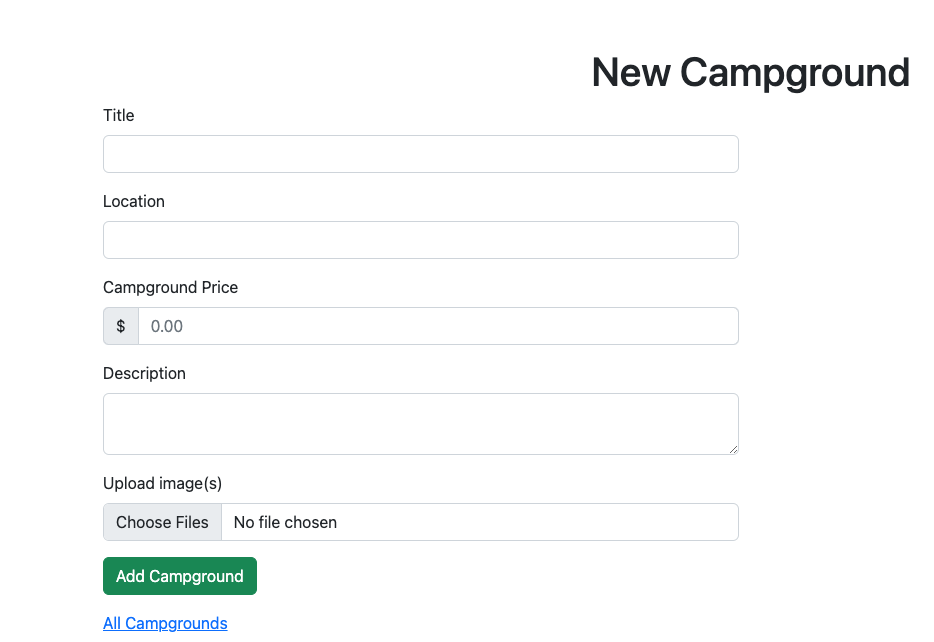 New Campground
Title
Location
Campground Price
$ 0.00
Description
Upload image(s)
Choose Files No file chosen
Add Campground
All Campgrounds